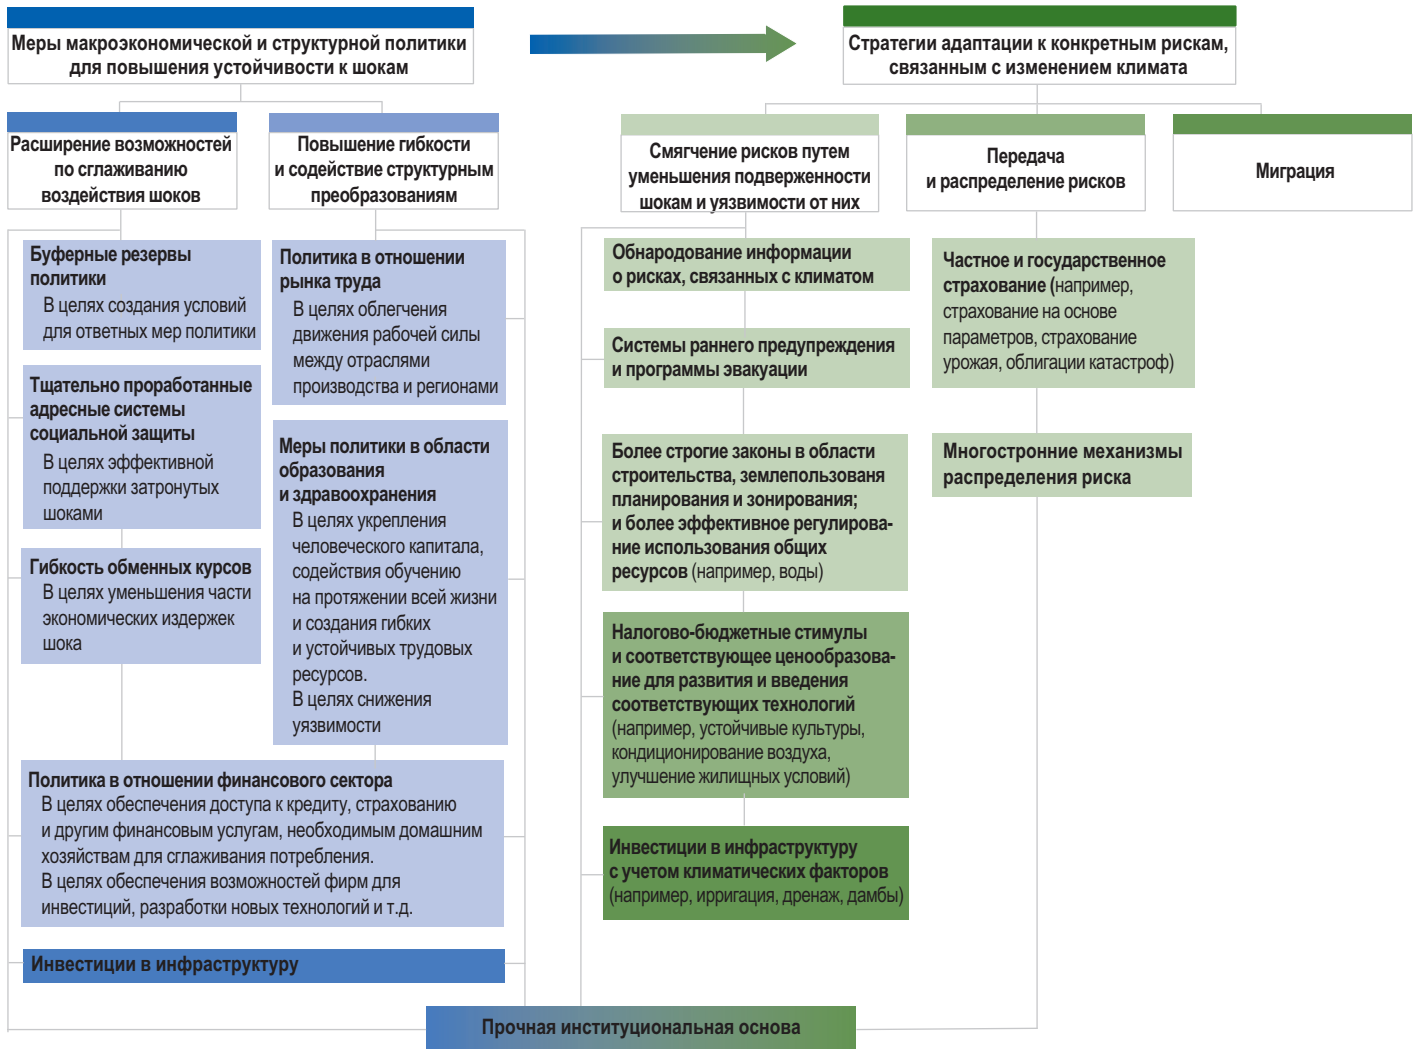 Меры макроэкономической и структурной политики
для повышения устойчивости к шокам
Стратегии адаптации к конкретным рискам,
связанным с изменением климата
Расширение возможностей
по сглаживанию
воздействия шоков
Повышение гибкости
и содействие структурным
преобразованиям
Смягчение рисков путем
уменьшения подверженности
шокам и уязвимости от них
Передача
и распределение рисков
Миграция
Буферные резервы
политики
В целях создания условий
для ответных мер политики
Тщательно проработанные
адресные системы
социальной защиты
В целях эффективной
поддержки затронутых
шоками
Гибкость обменных курсов
В целях уменьшения части
экономических издержек
шока
Политика в отношении
рынка труда
В целях облегчения
движения рабочей силы
между отраслями
производства и регионами
Меры политики в области
образования
и здравоохранения
В целях укрепления
человеческого капитала,
содействия обучению
на протяжении всей жизни
и создания гибких
и устойчивых трудовых
ресурсов.
В целях снижения
уязвимости
Политика в отношении финансового сектора
В целях обеспечения доступа к кредиту, страхованию
и другим финансовым услугам, необходимым домашним
хозяйствам для сглаживания потребления.
В целях обеспечения возможностей фирм для
инвестиций, разработки новых технологий и т.д.
Инвестиции в инфраструктуру
Обнародование информации
о рисках, связанных с климатом
Системы раннего предупреждения
и программы эвакуации
Более строгие законы в области
строительства, землепользованя
планирования и зонирования;
и более эффективное регулирова-
ние использования общих
ресурсов (например, воды)
Налогово-бюджетные стимулы
и соответствующее ценообразова-
ние для развития и введения
соответствующих технологий
(например, устойчивые культуры,
кондиционирование воздуха,
улучшение жилищных условий)
Инвестиции в инфраструктуру
с учетом климатических факторов
(например, ирригация, дренаж, дамбы)
Частное и государственное
страхование (например,
страхование на основе
параметров, страхование
урожая, облигации катастроф)
Многостронние механизмы
распределения риска
Прочная институциональная основа